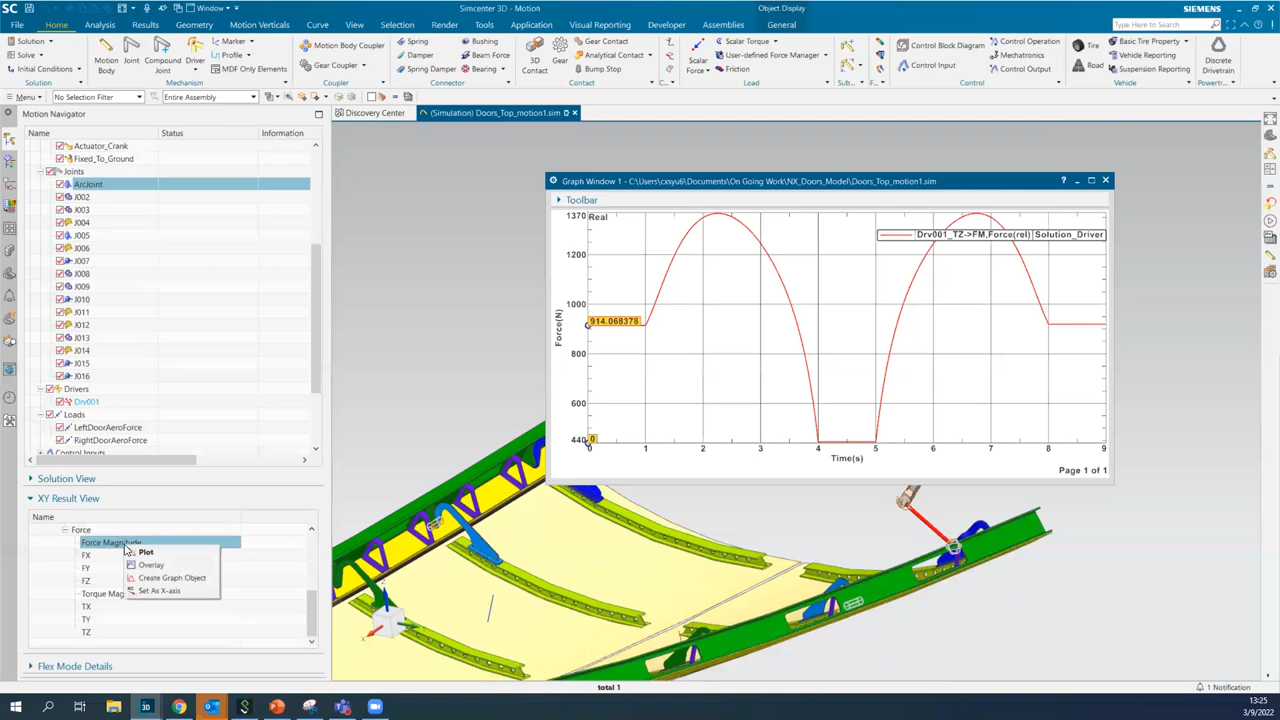 SC Window Simcenter 3D - Motion Object Display SIEMENS
Home Analysis Results Geometry Motion Verticals Curve View Selection Render Tools Application Visual Reporting Developer Assemblies General Type Here to Search
Solution
Solve
Initial Conditions
Solution
Motion Body
Joint
Compound Joint
Driver
Marker
Profile
MDF Only Elements
Mechanism
Motion Body Coupler
Gear Coupler
Coupler
Spring
Damper
Spring Damper
Bushing
Bearing
Connector
3D Contact
Gear
Gear Contact
Analytical Contact
Bump Stop
Contact
C...
Scalar Force
Scalar Torque
User-defined Force Manager
Friction
Load
Sub...
F...
Control Block Diagram
Control Input
Control Operation
Mechatronics
Control Output
Control
Tire
Road
Basic Tire Property
Vehicle Reporting
Suspension Reporting
Vehicle
Discrete Drivetrain
Powertr...
Menu No Selection Filter Entire Assembly
Motion Navigator
Discovery Center (Simulation) Doors_Top_motion1.sim
Name Status Information
Actuator_Crank
Fixed_To_Ground
Joints
ArcJoint
J002
J003
J004
J005
J006
J007
J008
J009
J010
J011
J012
J013
J014
J015
J016
Drivers
Drv001
Loads
LeftDoorAeroForce
RightDoorAeroForce
Control Inputs
Solution View
XY Result View
Name
Force
Force Magnitude
FX
FY
FZ
Torque Mag
TX
TY
TZ
Plot
Overlay
Create Graph Object
Set As X-axis
Flex Mode Details
Graph Window 1 - C:\Users\cxsyu6\Documents\On Going Work\NX_Doors_Model\Doors_Top_motion1.sim
Toolbar
1370 Real
Drv001_TZ->FM,Force(rel) Solution_Driver
1200
1000
914.068378
Force(N)
800
600
440 0
0 1 2 3 4 5 6 7 8 9
Time(s)
Page 1 of 1
X
Z
total 1
1 Notification
13:25
3/9/2022